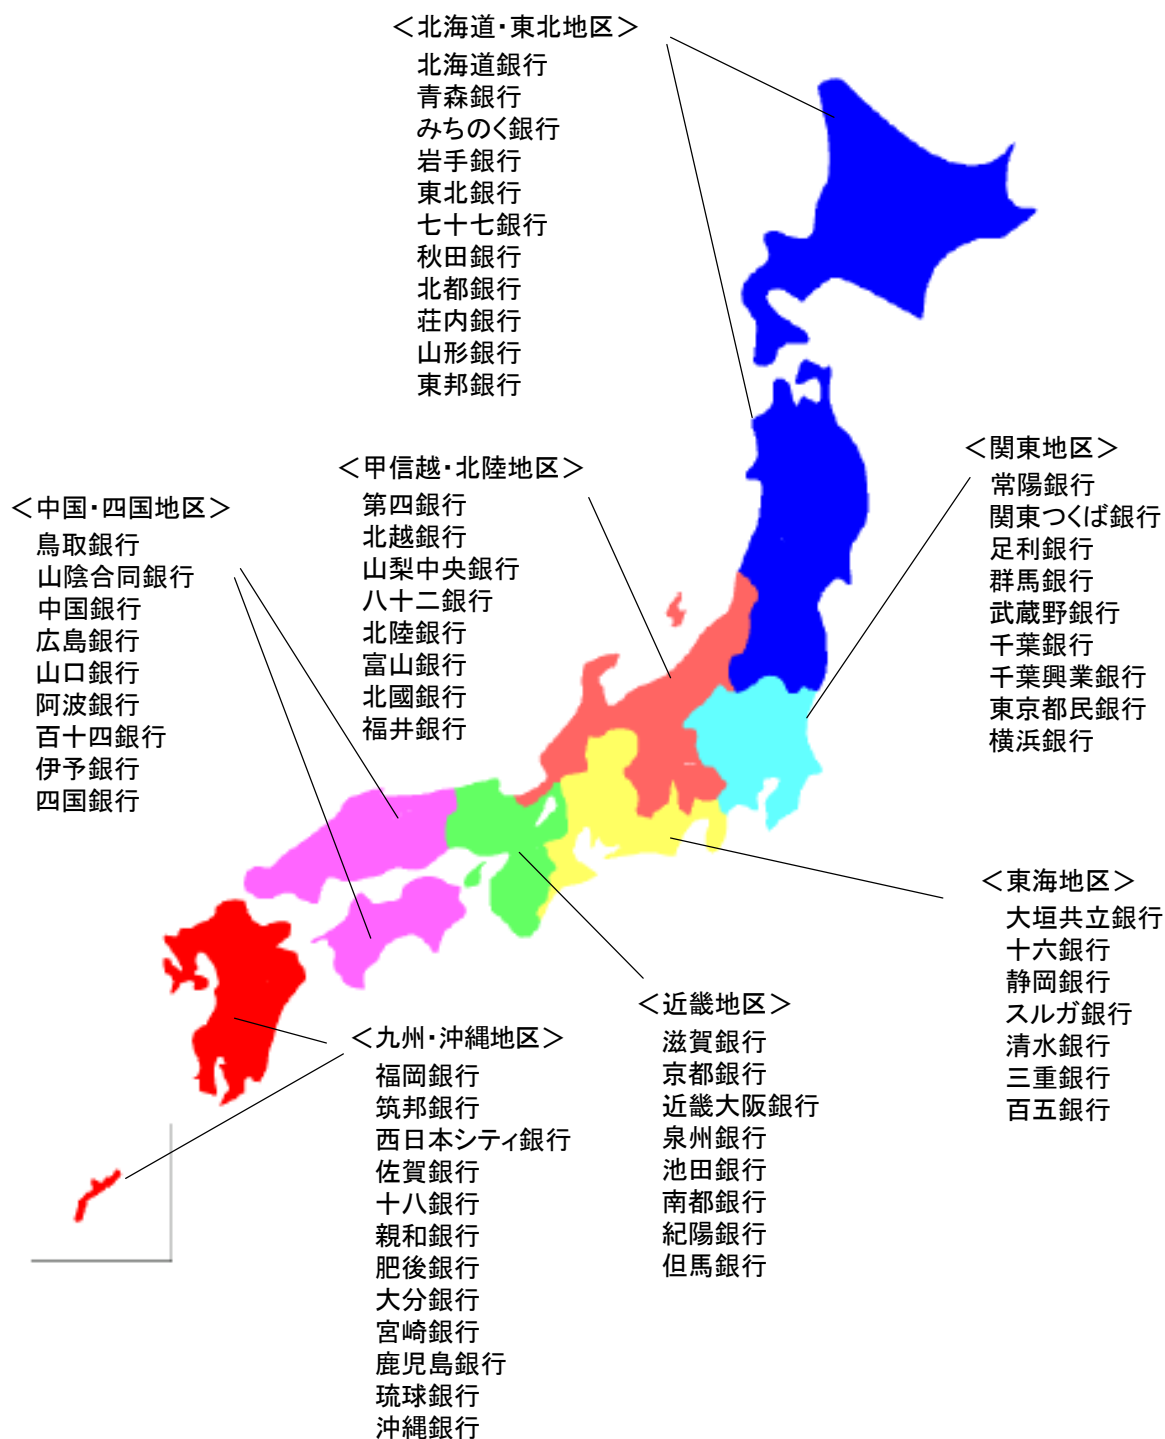 ＜北海道・東北地区＞
北海道銀行
青森銀行
みちのく銀行
岩手銀行
東北銀行
七十七銀行
秋田銀行
北都銀行
荘内銀行
山形銀行
東邦銀行
＜関東地区＞
常陽銀行
関東つくば銀行
足利銀行
群馬銀行
武蔵野銀行
千葉銀行
千葉興業銀行
東京都民銀行
横浜銀行
＜甲信越・北陸地区＞
第四銀行
北越銀行
山梨中央銀行
八十二銀行
北陸銀行
富山銀行
北國銀行
福井銀行
＜中国・四国地区＞
鳥取銀行
山陰合同銀行
中国銀行
広島銀行
山口銀行
阿波銀行
百十四銀行
伊予銀行
四国銀行
＜東海地区＞
大垣共立銀行
十六銀行
静岡銀行
スルガ銀行
清水銀行
三重銀行
百五銀行
＜近畿地区＞
滋賀銀行
京都銀行
近畿大阪銀行
泉州銀行
池田銀行
南都銀行
紀陽銀行
但馬銀行
＜九州・沖縄地区＞
福岡銀行
筑邦銀行
西日本シティ銀行
佐賀銀行
十八銀行
親和銀行
肥後銀行
大分銀行
宮崎銀行
鹿児島銀行
琉球銀行
沖縄銀行